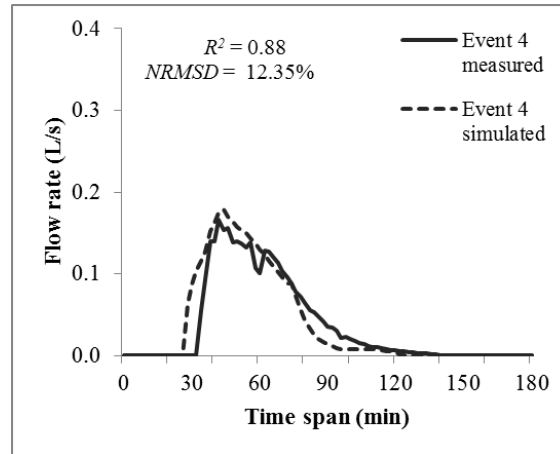 0.4
R² = 0.88
NRMSD = 12.35%
Event 4
measured
Event 4
simulated
0.3
0.2
0.1
0.0
Flow rate (L/s)
0 30 60 90 120 150 180
Time span (min)